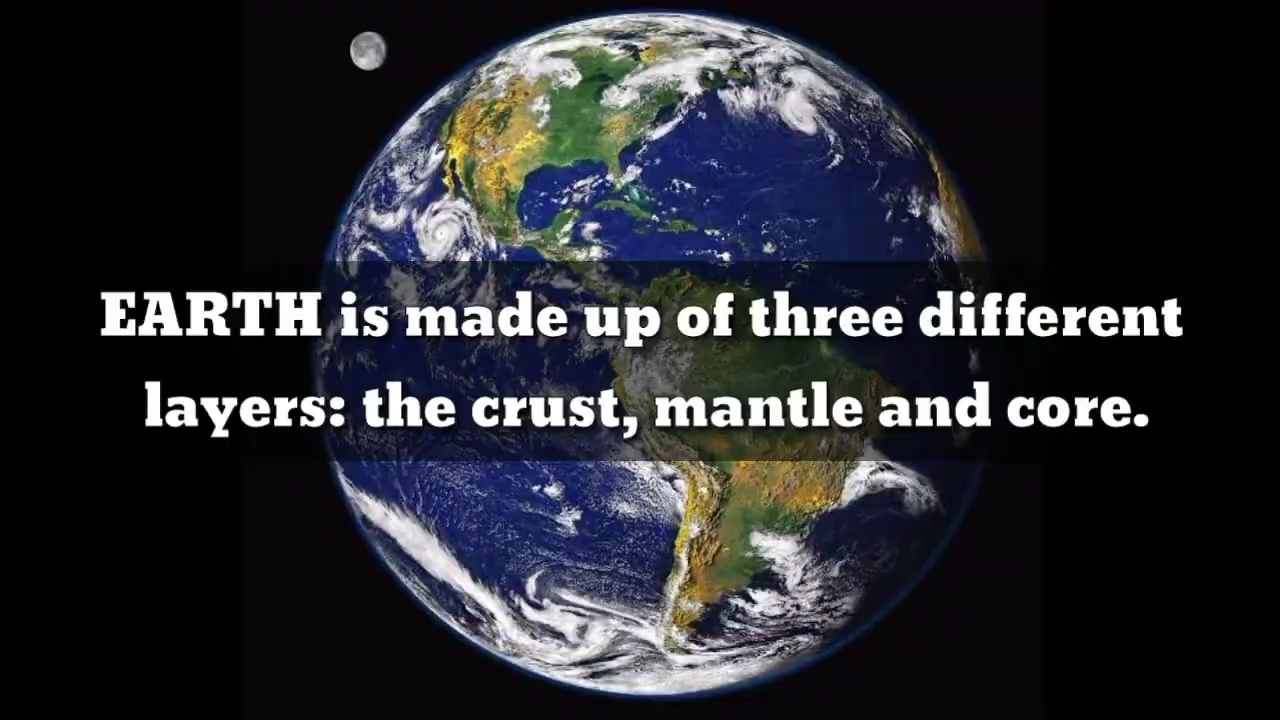 EARTH is made up of three different
layers: the crust, mantle and core.